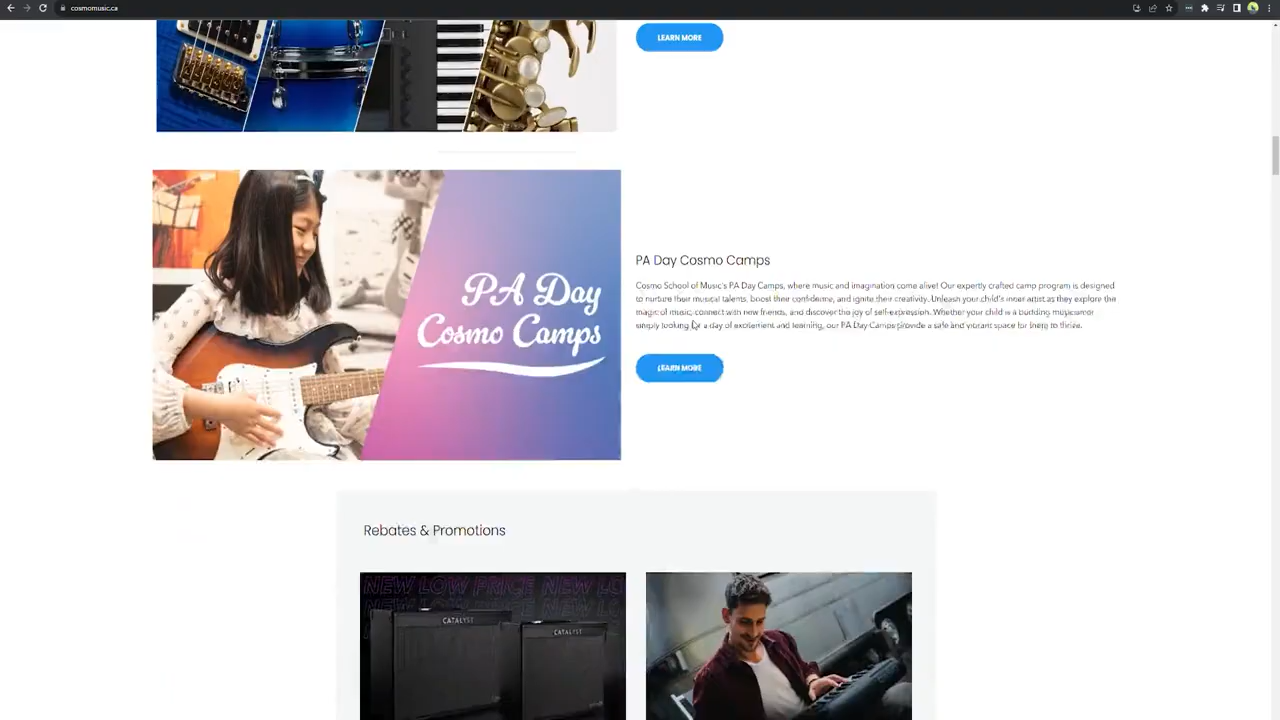 cosmomusic.ca
LEARN MORE
PA Day
Cosmo Camps
PA Day Cosmo Camps
Cosmo School of Music's PA Day Camps, where music and imagination come alive! Our expertly crafted camp program is designed
to nurture their musical talents, boost their confidence, and ignite their creativity. Unleash your child's inner artist as they explore the
magic of music, connect with new friends, and discover the joy of self-expression. Whether your child is a budding musician or
simply looking for a day of excitement and learning, our PA Day Camps provide a safe and vibrant space for them to thrive.
LEARN MORE
Rebates & Promotions
NEW LOW PRICE NEW LO
CATALYST
CATALYST